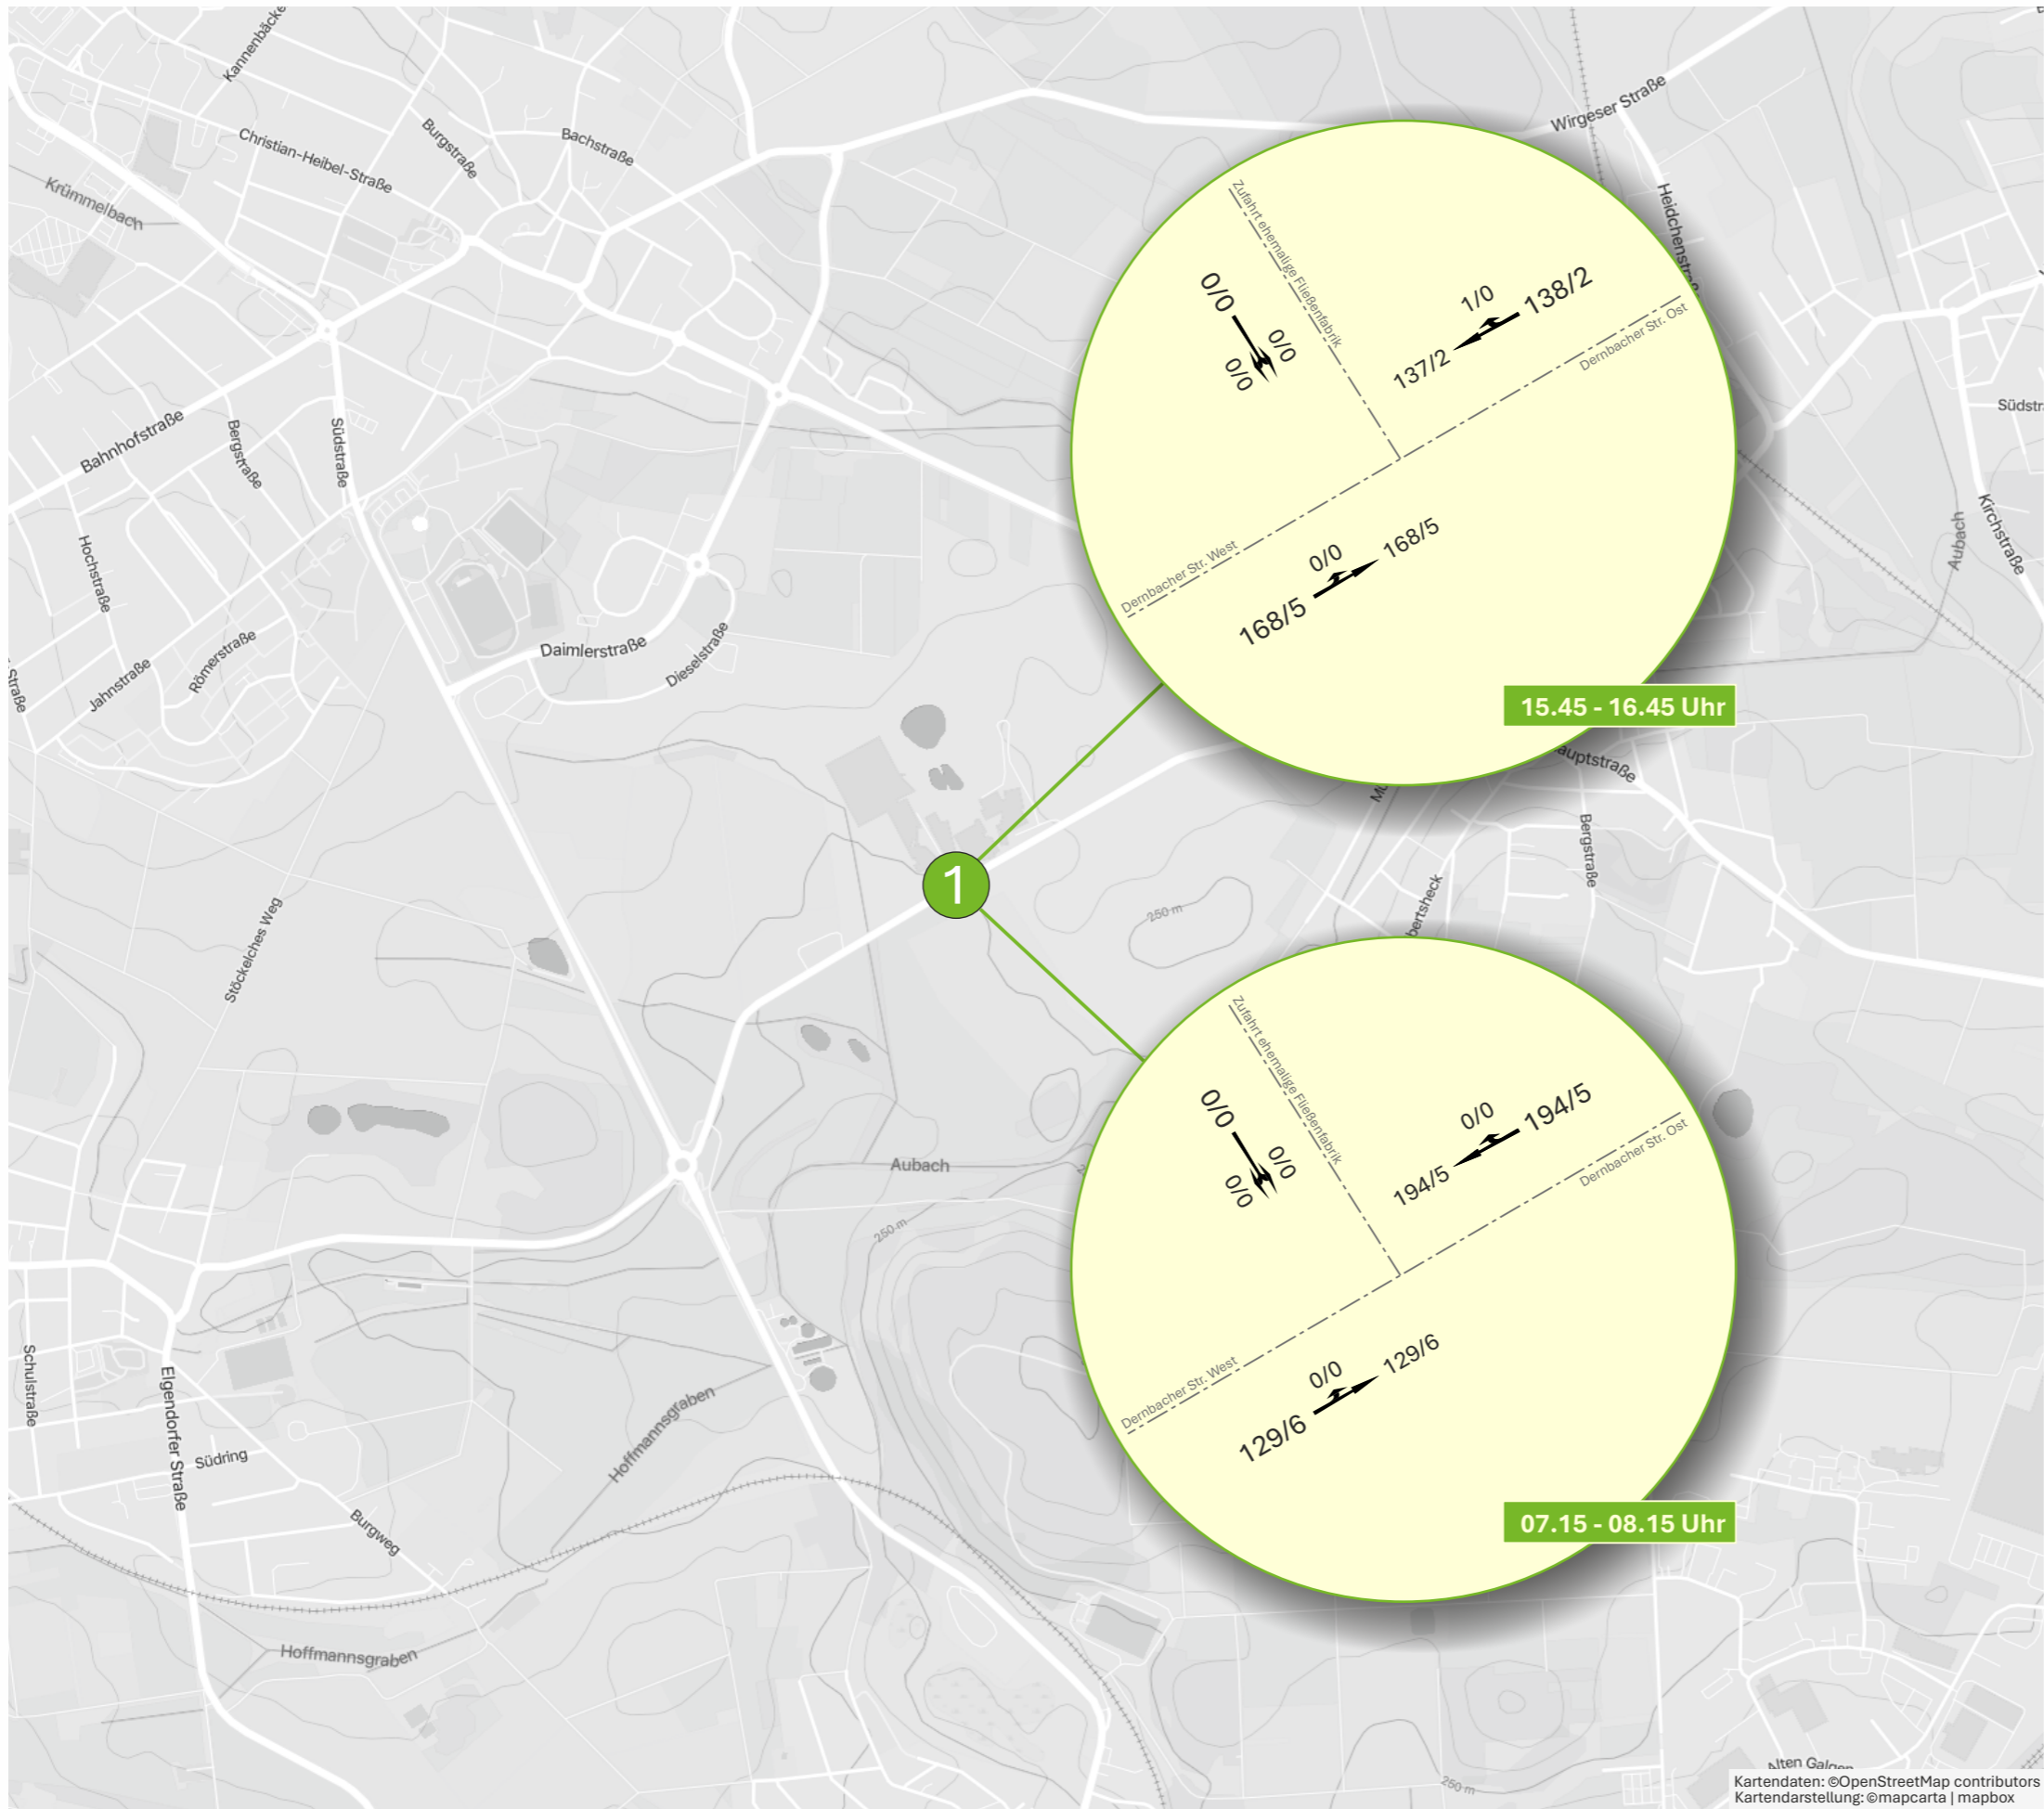 Kannenbäcke
Christian-Heibel-Straße
Burgstraße
Bachstraße
Krümmelbach
Wirgeser Straße
Heidchenstraße
Bahnhofstraße
Bergstraße
Südstraße
Hochstraße
Römerstraße
Jahnstraße
Straße
Daimlerstraße
Dieselstraße
Südstr
Kirchstraße
Aubach
Zufahrt ehemalige Fließenfabrik
0/0
0/0
0/0
1/0
138/2
137/2
Dernbacher Str. Ost
Dernbacher Str. West
0/0
168/5
168/5
15.45 - 16.45 Uhr
auptstraße
Bergstraße
bertsheck
1
250 m
Stöckelches Weg
Zufahrt ehemalige Fließenfabrik
0/0
0/0
0/0
0/0
194/5
194/5
Dernbacher Str. Ost
Dernbacher Str. West
0/0
129/6
129/6
07.15 - 08.15 Uhr
Aubach
250 m
Schulstraße
Elgendorfer Straße
Südring
Burgweg
Hoffmannsgraben
Hoffmannsgraben
250 m
Alten Galgen
Kartendaten: ©OpenStreetMap contributors
Kartendarstellung: ©mapcarta | mapbox